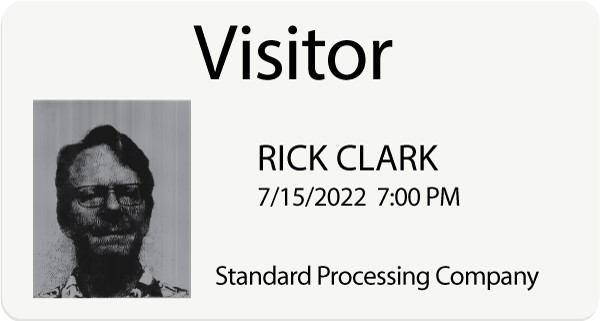 Visitor
RICK CLARK
7/15/2022 7:00 PM
Standard Processing Company